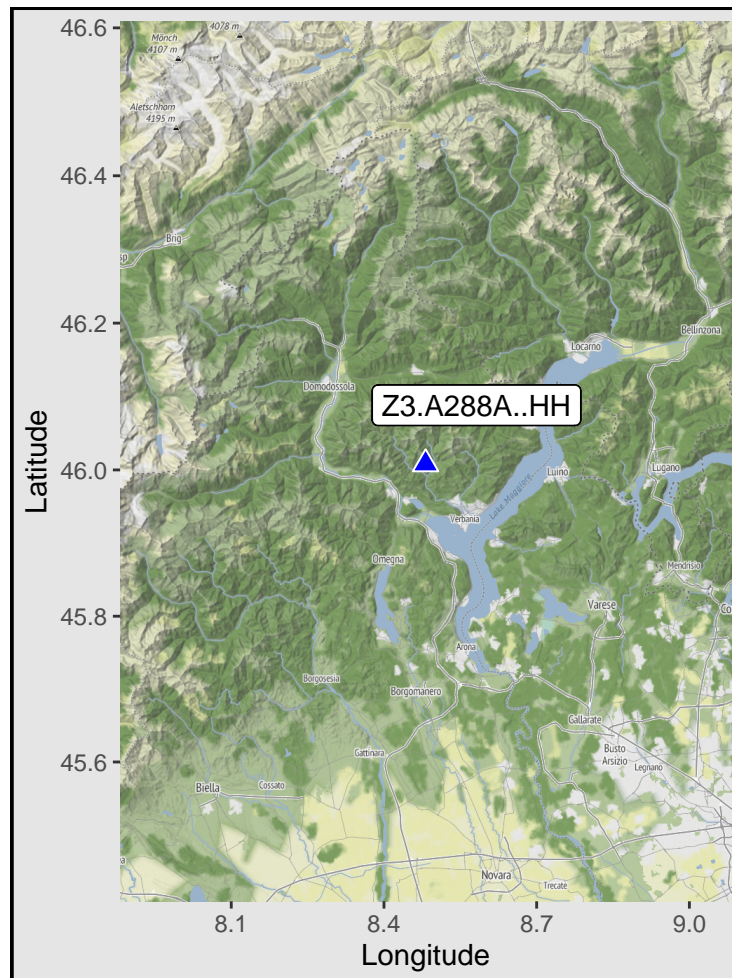 46.6
46.4
46.2
46.0
45.8
45.6
Latitude
Mönch
4107 m
4078 m
Aletschhorn
4195 m
Brig
sp
Bellinzona
Locarno
Domodossola
Z3.A288A..HH
Luino
Lugano
Lake Maggiore
Verbania
Omegna
Mendrisio
Varese
Co
Arona
Borgosesia
Borgomanero
Gallarate
Gattinara
Busto
Arsizio
Legnano
Biella
Cossato
Novara
Trecate
8.1
8.4
8.7
9.0
Longitude